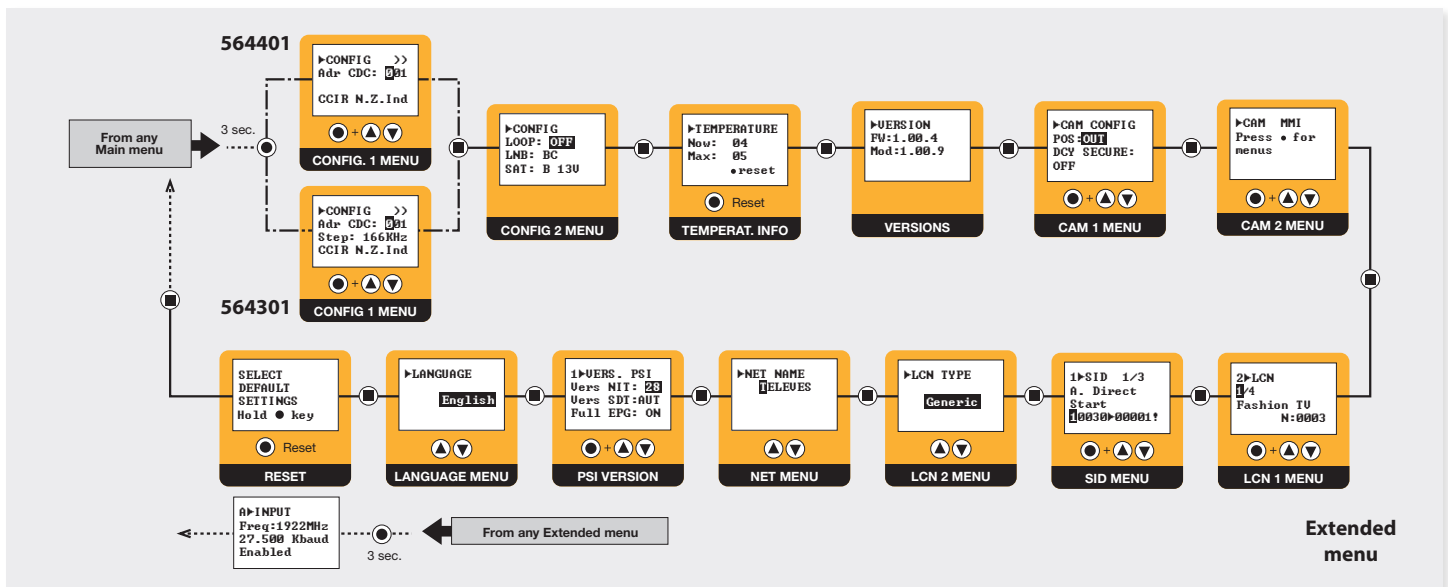 564401
▶CONFIG >>
Adr CDC: 001
CCIR N.Z.Ind
+
CONFIG. 1 MENU
From any
Main menu
3 sec.
▶CONFIG >>
Adr CDC: 001
Step: 166KHz
CCIR N.Z.Ind
+
564301
CONFIG 1 MENU
▶CONFIG
LOOP: OFF
LNB: BC
SAT: B 13V
CONFIG 2 MENU
▶TEMPERATURE
Now: 04
Max: 05
●reset
Reset
TEMPERAT. INFO
▶VERSION
FW:1.00.4
Mod:1.00.9
VERSIONS
▶CAM CONFIG
POS:OUT
DCY SECURE:
OFF
+
CAM 1 MENU
▶CAM MMI
Press ● for
menus
+
CAM 2 MENU
SELECT
DEFAULT
SETTINGS
Hold ● key
Reset
RESET
▶LANGUAGE
English
LANGUAGE MENU
1▶VERS. PSI
Vers NIT: 28
Vers SDT:AUT
Full EPG: ON
+
PSI VERSION
▶NET NAME
TELEVES
NET MENU
▶LCN TYPE
Generic
LCN 2 MENU
1▶SID 1/3
A. Direct
Start
10030▶00001!
+
SID MENU
2▶LCN
1/4
Fashion TV
N:0003
+
LCN 1 MENU
A▶INPUT
Freq:1922MHz
27.500 Kbaud
Enabled
3 sec.
From any Extended menu
Extended
menu